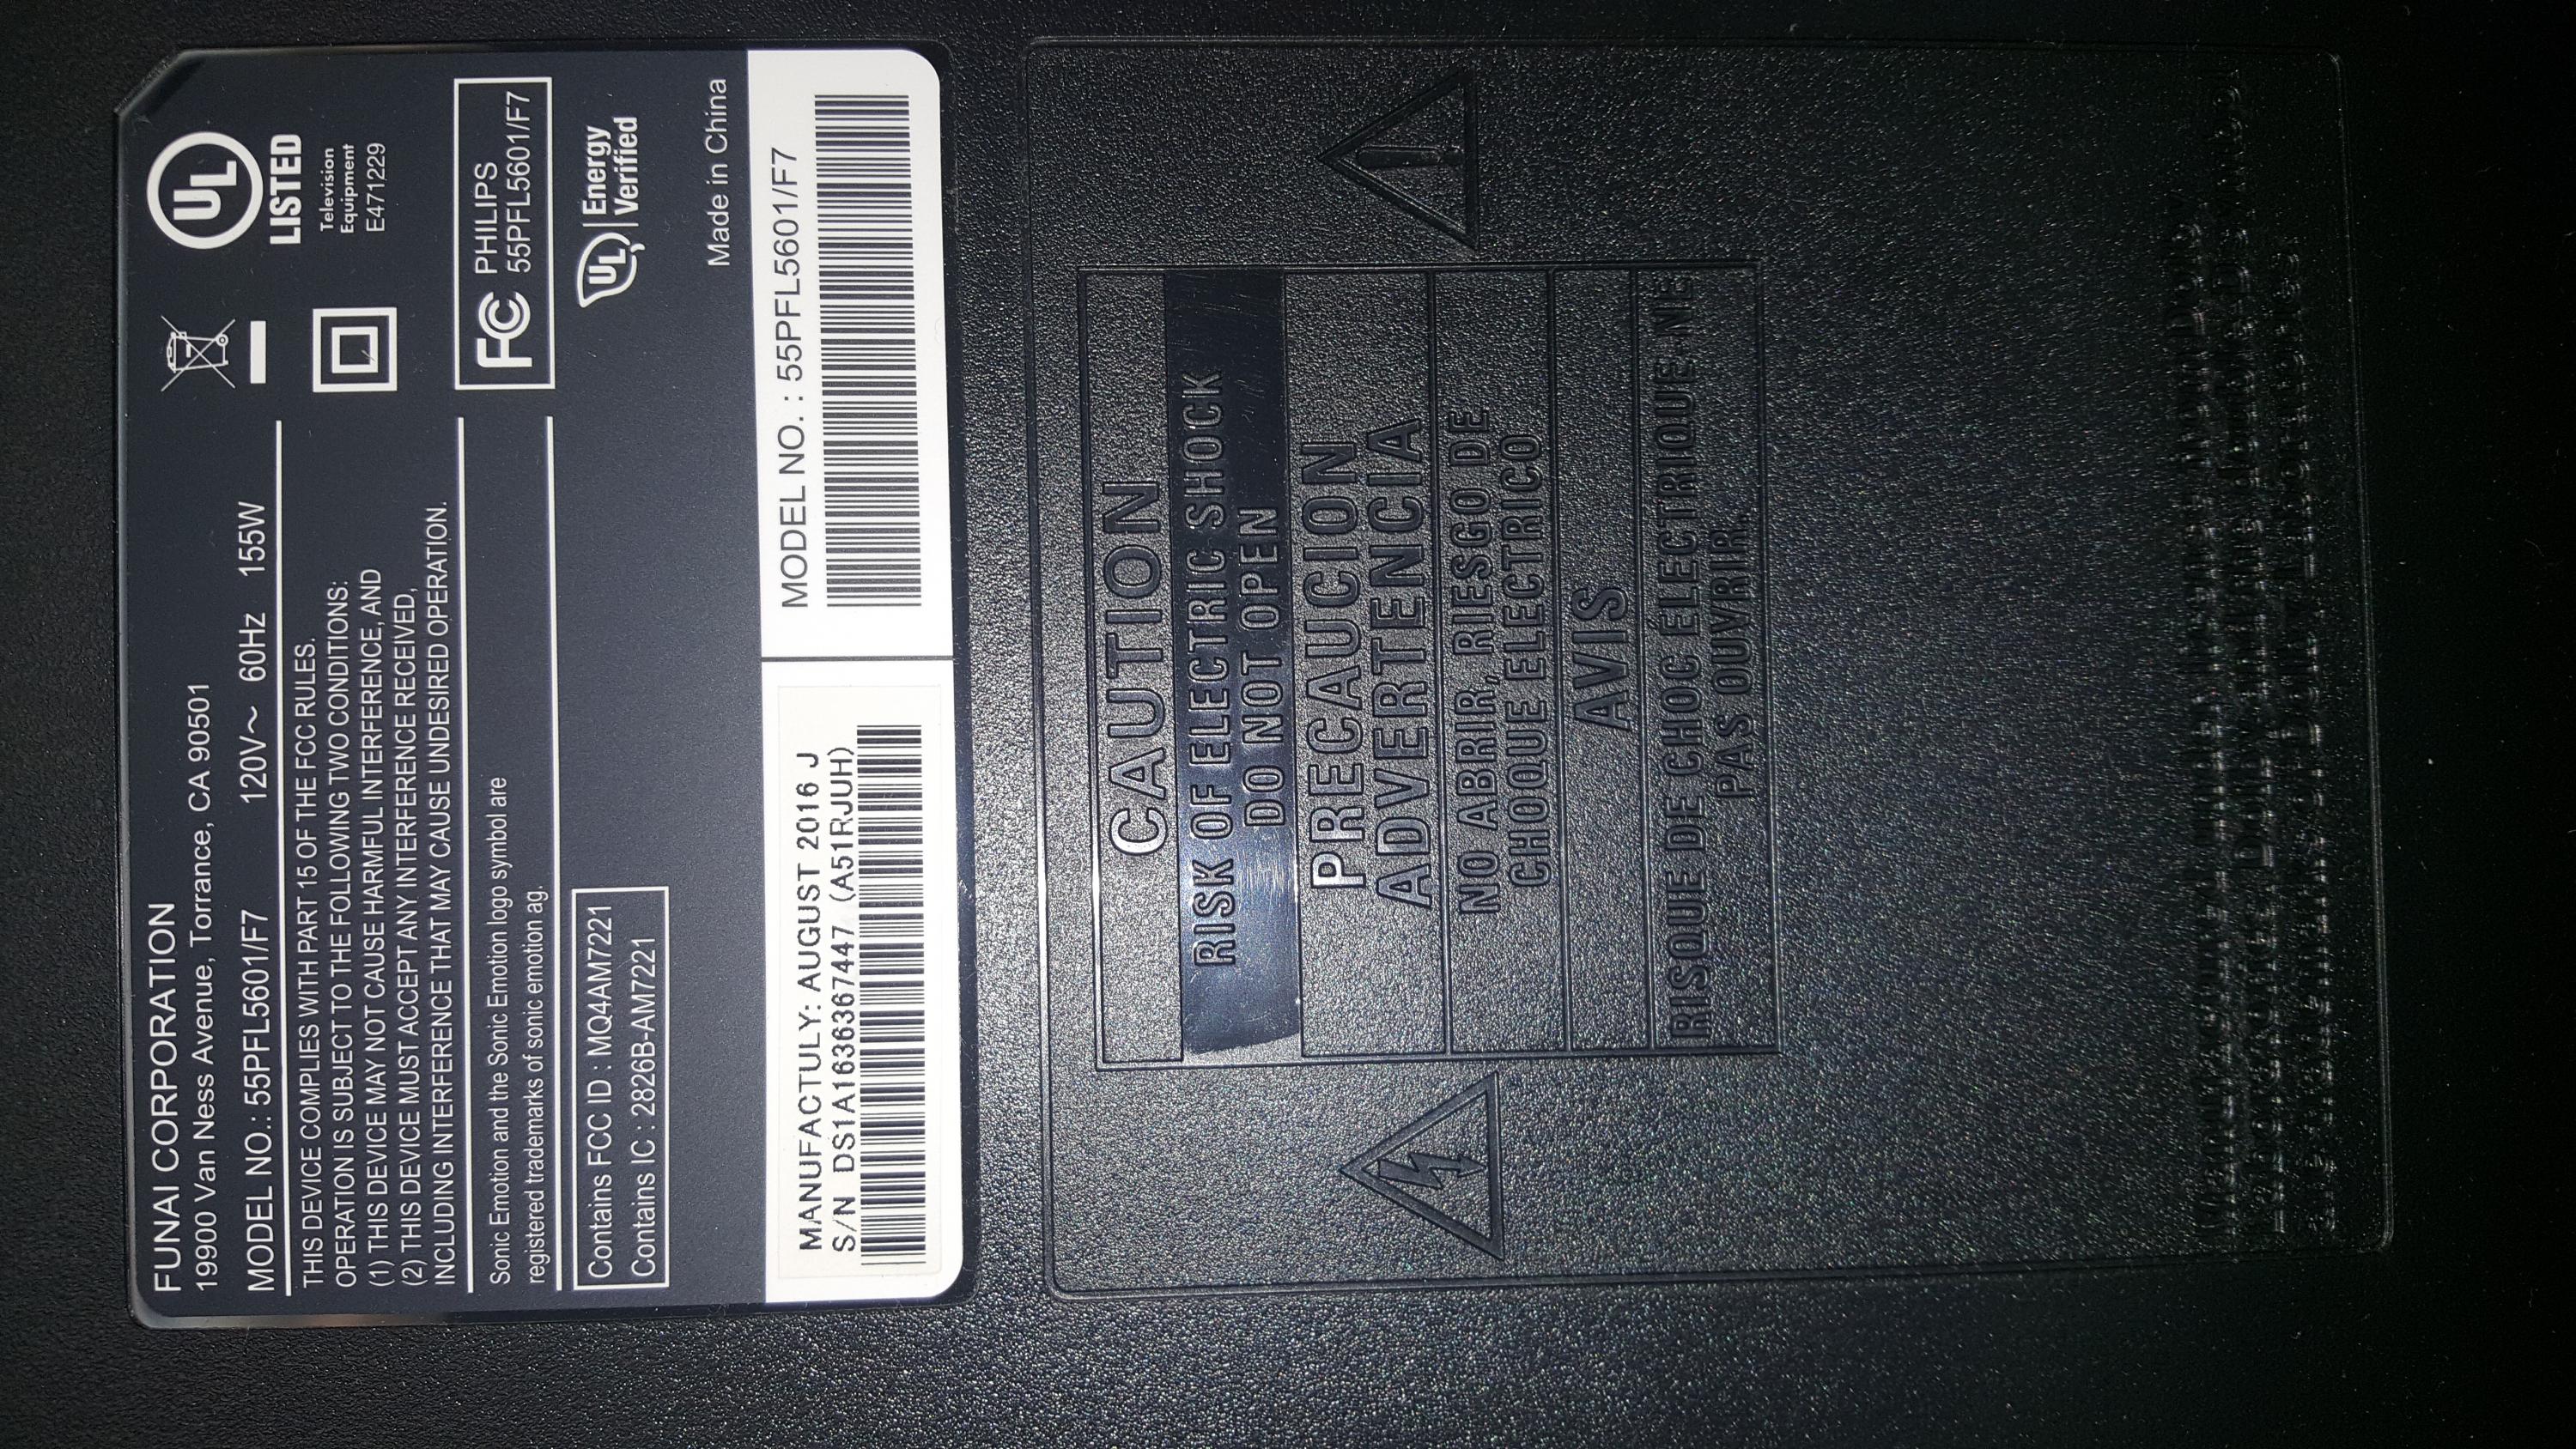 FUNAI CORPORATION
19900 Van Ness Avenue, Torrance, CA 90501
MODEL NO.: 55PFL5601/F7 120V~ 60Hz 155W
THIS DEVICE COMPLIES WITH PART 15 OF THE FCC RULES.
OPERATION IS SUBJECT TO THE FOLLOWING TWO CONDITIONS:
(1) THIS DEVICE MAY NOT CAUSE HARMFUL INTERFERENCE, AND
(2) THIS DEVICE MUST ACCEPT ANY INTERFERENCE RECEIVED,
INCLUDING INTERFERENCE THAT MAY CAUSE UNDESIRED OPERATION.
Sonic Emotion and the Sonic Emotion logo symbol are
registered trademarks of sonic emotion ag.
Contains FCC ID : MQ4AM7221
Contains IC : 2826B-AM7221
UL
LISTED
Television
Equipment
E471229
FC PHILIPS
55PFL5601/F7
UL Energy
Verified
Made in China
MANUFACTULY: AUGUST 2016 J
S/N DS1A1636367447 (A51RJUH)
MODEL NO. : 55PFL5601/F7
CAUTION
RISK OF ELECTRIC SHOCK
DO NOT OPEN
PRECAUCION
ADVERTENCIA
NO ABRIR, RIESGO DE
CHOQUE ELECTRICO
AVIS
RISQUE DE CHOC ELECTRIQUE-NE
PAS OUVRIR.